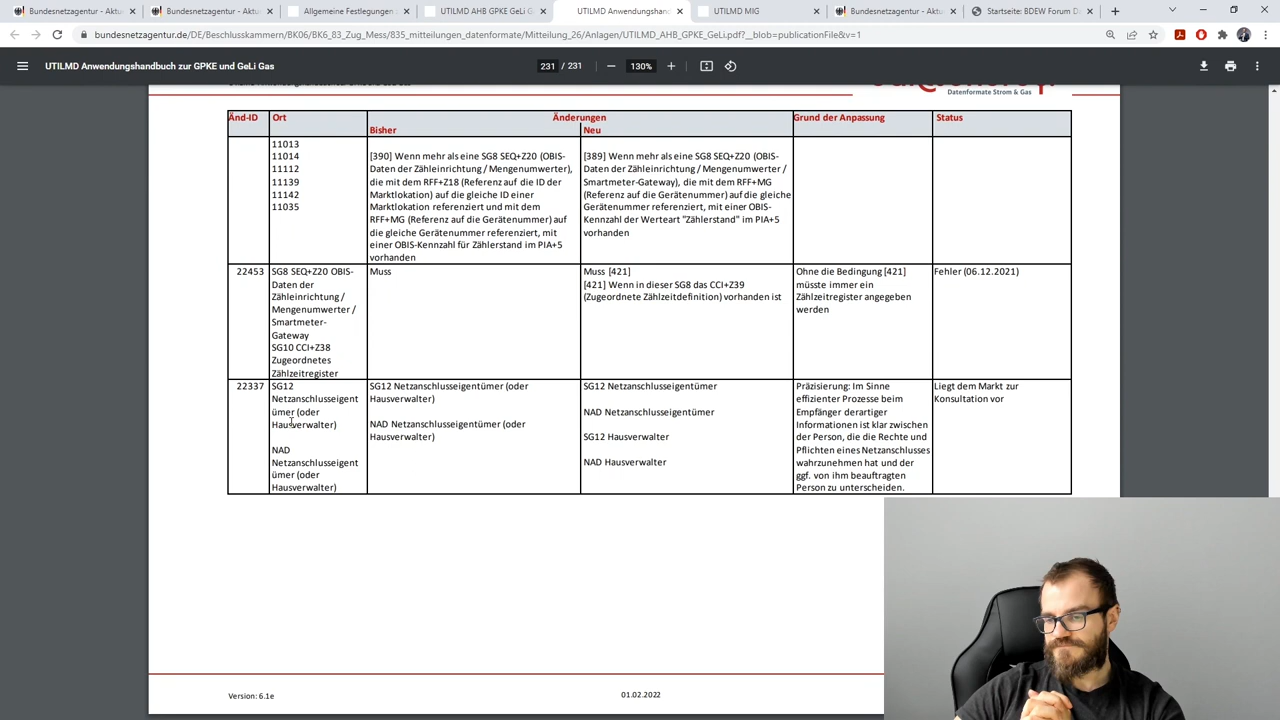 Bundesnetzagentur - Aktu
Bundesnetzagentur - Aktu
Allgemeine Festlegungen
UTILMD AHB GPKE GeLi G
UTILMD Anwendungshand
UTILMD MIG
Bundesnetzagentur - Aktu
Startseite: BDEW Forum D
bundesnetzagentur.de/DE/Beschlusskammern/BK06/BK6_83_Zug_Mess/835_mitteilungen_datenformate/Mitteilung_26/Anlagen/UTILMD_AHB_GPKE_GeLi.pdf?__blob=publicationFile&v=1
UTILMD Anwendungshandbuch zur GPKE und GeLi Gas
231 / 231
130%
Datenformate Strom & Gas
Änd-ID
Ort
Änderungen
Bisher
Neu
Grund der Anpassung
Status
11013
11014
11112
11139
11142
11035
[390] Wenn mehr als eine SG8 SEQ+Z20 (OBIS-
Daten der Zähleinrichtung / Mengenumwerter),
die mit dem RFF+Z18 (Referenz auf die ID der
Marktlokation) auf die gleiche ID einer
Marktlokation referenziert und mit dem
RFF+MG (Referenz auf die Gerätenummer) auf
die gleiche Gerätenummer referenziert, mit
einer OBIS-Kennzahl für Zählerstand im PIA+5
vorhanden
[389] Wenn mehr als eine SG8 SEQ+Z20 (OBIS-
Daten der Zähleinrichtung / Mengenumwerter /
Smartmeter-Gateway), die mit dem RFF+MG
(Referenz auf die Gerätenummer) auf die gleiche
Gerätenummer referenziert, mit einer OBIS-
Kennzahl der Werteart "Zählerstand" im PIA+5
vorhanden
22453
SG8 SEQ+Z20 OBIS-
Daten der
Zähleinrichtung /
Mengenumwerter /
Smartmeter-
Gateway
SG10 CCI+Z38
Zugeordnetes
Zählzeitregister
Muss
Muss [421]
[421] Wenn in dieser SG8 das CCI+Z39
(Zugeordnete Zählzeitdefinition) vorhanden ist
Ohne die Bedingung [421]
müsste immer ein
Zählzeitregister angegeben
werden
Fehler (06.12.2021)
22337
SG12
Netzanschlusseigent
ümer (oder
Hausverwalter)
NAD
Netzanschlusseigent
ümer (oder
Hausverwalter)
SG12 Netzanschlusseigentümer (oder
Hausverwalter)
NAD Netzanschlusseigentümer (oder
Hausverwalter)
SG12 Netzanschlusseigentümer
NAD Netzanschlusseigentümer
SG12 Hausverwalter
NAD Hausverwalter
Präzisierung: Im Sinne
effizienter Prozesse beim
Empfänger derartiger
Informationen ist klar zwischen
der Person, die die Rechte und
Pflichten eines Netzanschlusses
wahrzunehmen hat und der
ggf. von ihm beauftragten
Person zu unterscheiden.
Liegt dem Markt zur
Konsultation vor
Version: 6.1e
01.02.2022